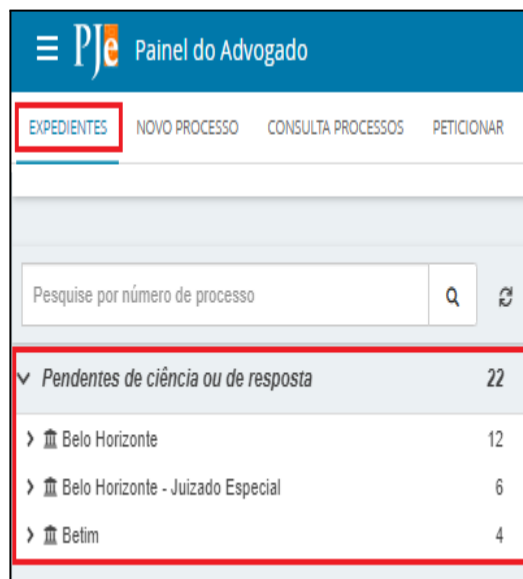 PJe Painel do Advogado
EXPEDIENTES NOVO PROCESSO CONSULTA PROCESSOS PETICIONAR
Pesquise por número de processo
Pendentes de ciência ou de resposta 22
Belo Horizonte 12
Belo Horizonte - Juizado Especial 6
Betim 4